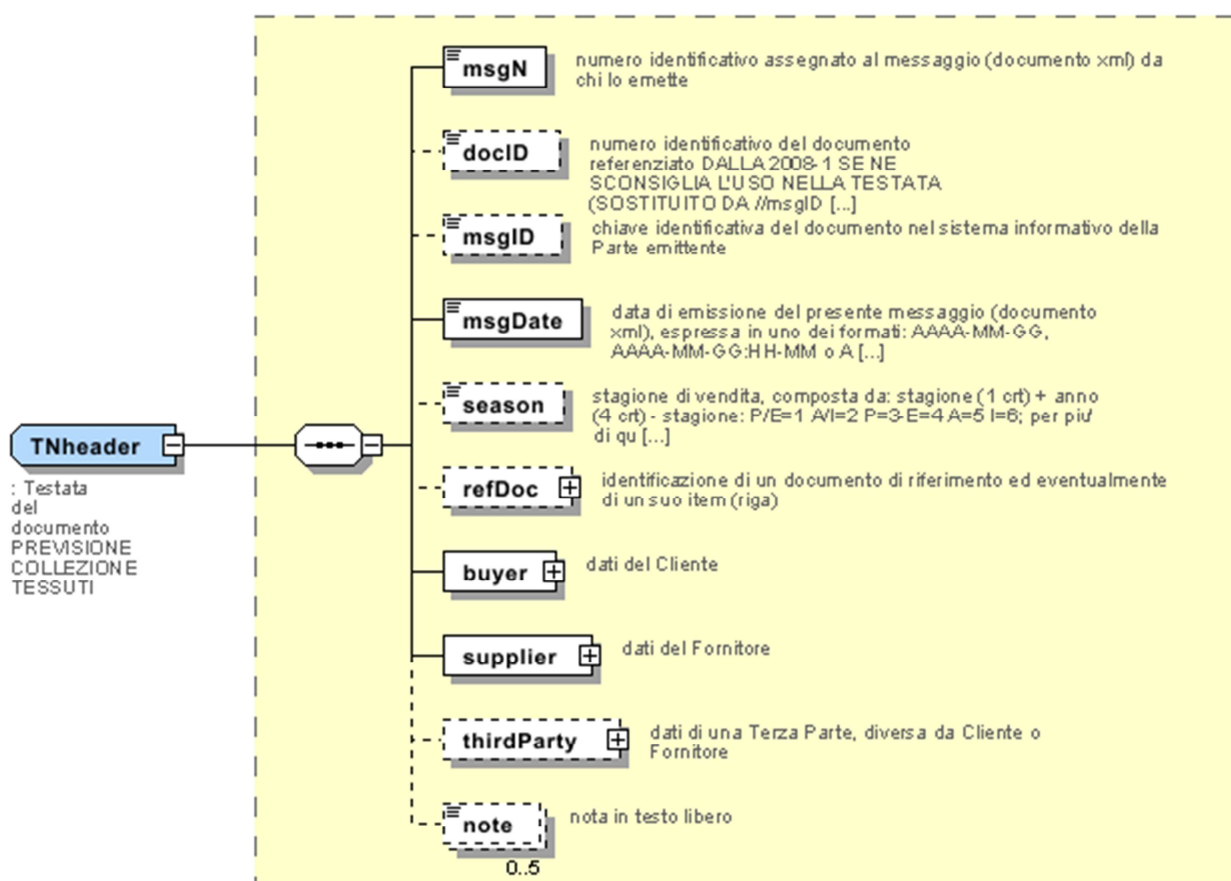 msgN
numero identificativo assegnato al messaggio (documento xml) da
chi lo emette
docID
numero identificativo del documento
referenziato DALLA 2008-1 SE NE
SCONSIGLIA L'USO NELLA TESTATA
(SOSTITUITO DA //msgID [...]
msgID
chiave identificativa del documento nel sistema informativo della
Parte emittente
msgDate
data di emissione del presente messaggio (documento
xml), espressa in uno dei formati: AAAA-MM-GG,
AAAA-MM-GG:HH-MM o A [...]
season
stagione di vendita, composta da: stagione (1 crt) + anno
(4 crt) - stagione: P/E=1 A/I=2 P=3-E=4 A=5 I=6; per piu'
di qu [...]
TNheader
: Testata
del
documento
PREVISIONE
COLLEZIONE
TESSUTI
refDoc
identificazione di un documento di riferimento ed eventualmente
di un suo item (riga)
buyer
dati del Cliente
supplier
dati del Fornitore
thirdParty
dati di una Terza Parte, diversa da Cliente o
Fornitore
note
nota in testo libero
0..5